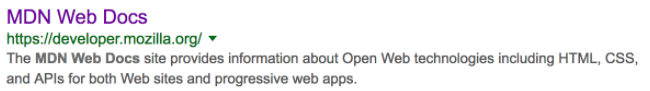 MDN Web Docs
https://developer.mozilla.org/
The MDN Web Docs site provides information about Open Web technologies including HTML, CSS,
and APIs for both Web sites and progressive web apps.